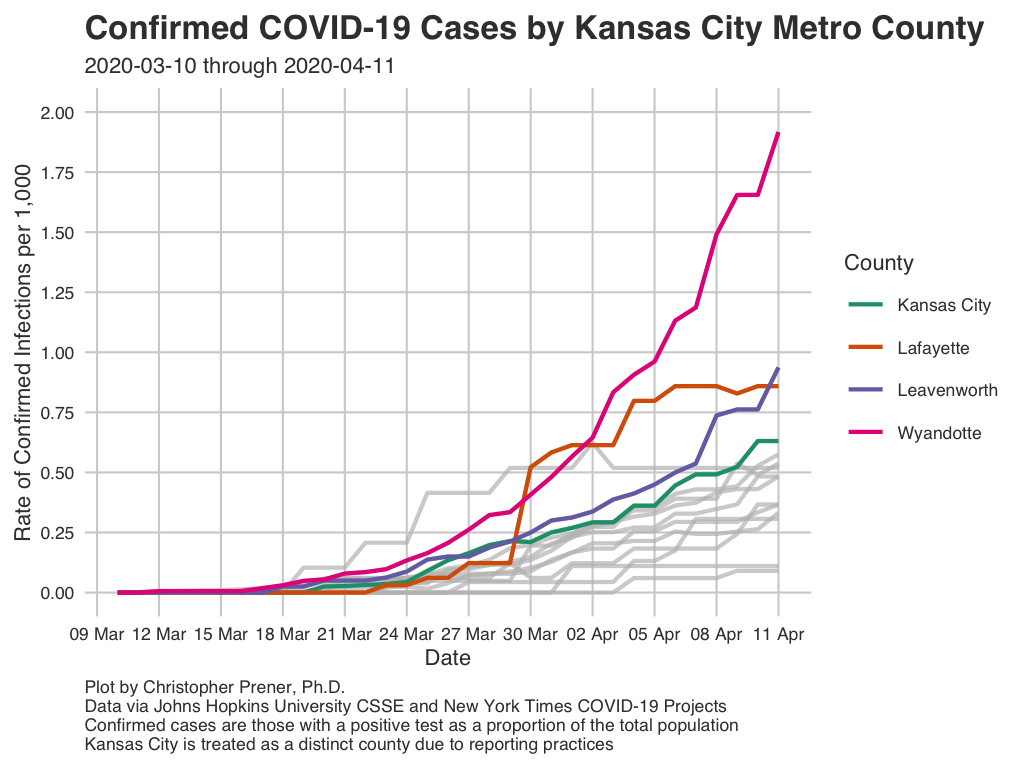 Confirmed COVID-19 Cases by Kansas City Metro County
2020-03-10 through 2020-04-11
Rate of Confirmed Infections per 1,000
2.00
1.75
1.50
1.25
1.00
0.75
0.50
0.25
0.00
09 Mar 12 Mar 15 Mar 18 Mar 21 Mar 24 Mar 27 Mar 30 Mar 02 Apr 05 Apr 08 Apr 11 Apr
Date
County
Kansas City
Lafayette
Leavenworth
Wyandotte
Plot by Christopher Prener, Ph.D.
Data via Johns Hopkins University CSSE and New York Times COVID-19 Projects
Confirmed cases are those with a positive test as a proportion of the total population
Kansas City is treated as a distinct county due to reporting practices